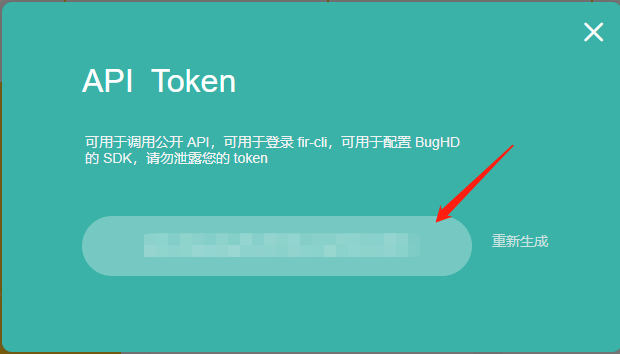 API Token
可用于调用公开 API，可用于登录 fir-cli，可用于配置 BugHD
的 SDK，请勿泄露您的 token
重新生成